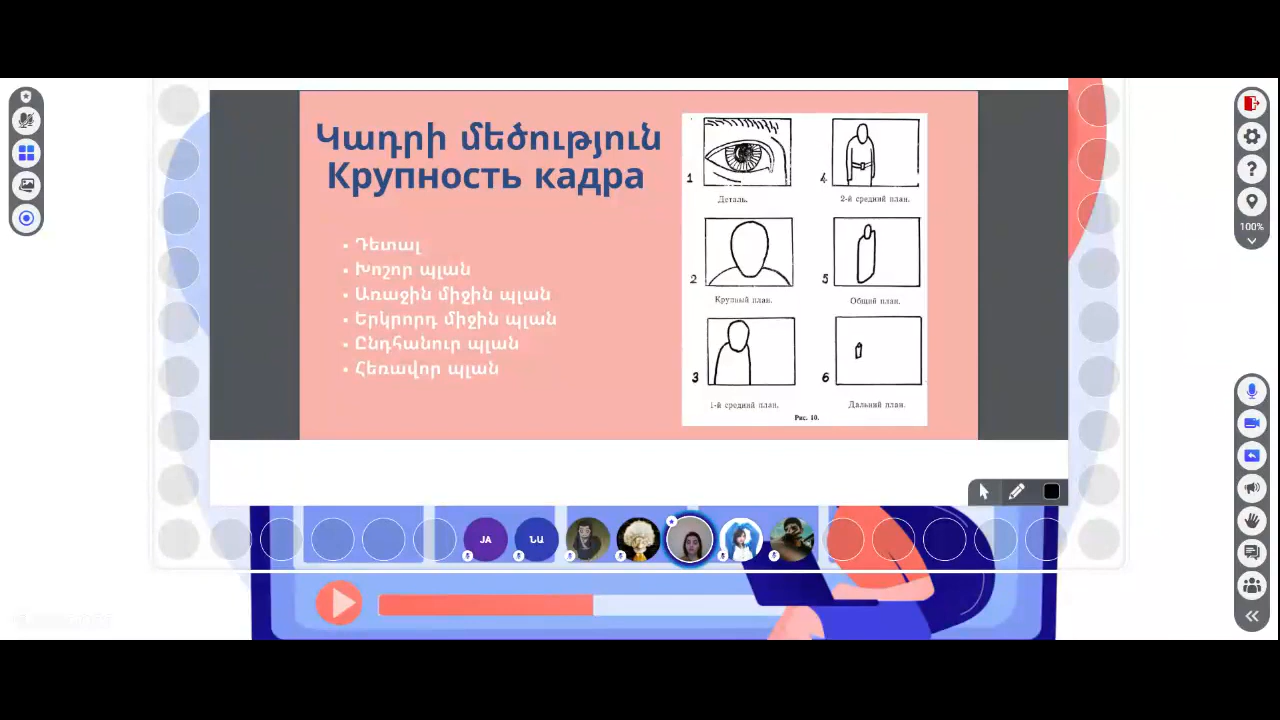 Կադրի մեծություն
Крупность кадра
• Դետալ
• Խոշոր պլան
• Առաջին միջին պլան
• Երկրորդ միջին պլան
• Ընդհանուր պլան
• Հեռավոր պլան
1
Деталь.
4
2-й средний план.
2
Крупный план.
5
Общий план.
3
1-й средний план.
6
Дальний план.
Рис. 10.
100%
JA
ՆԱ